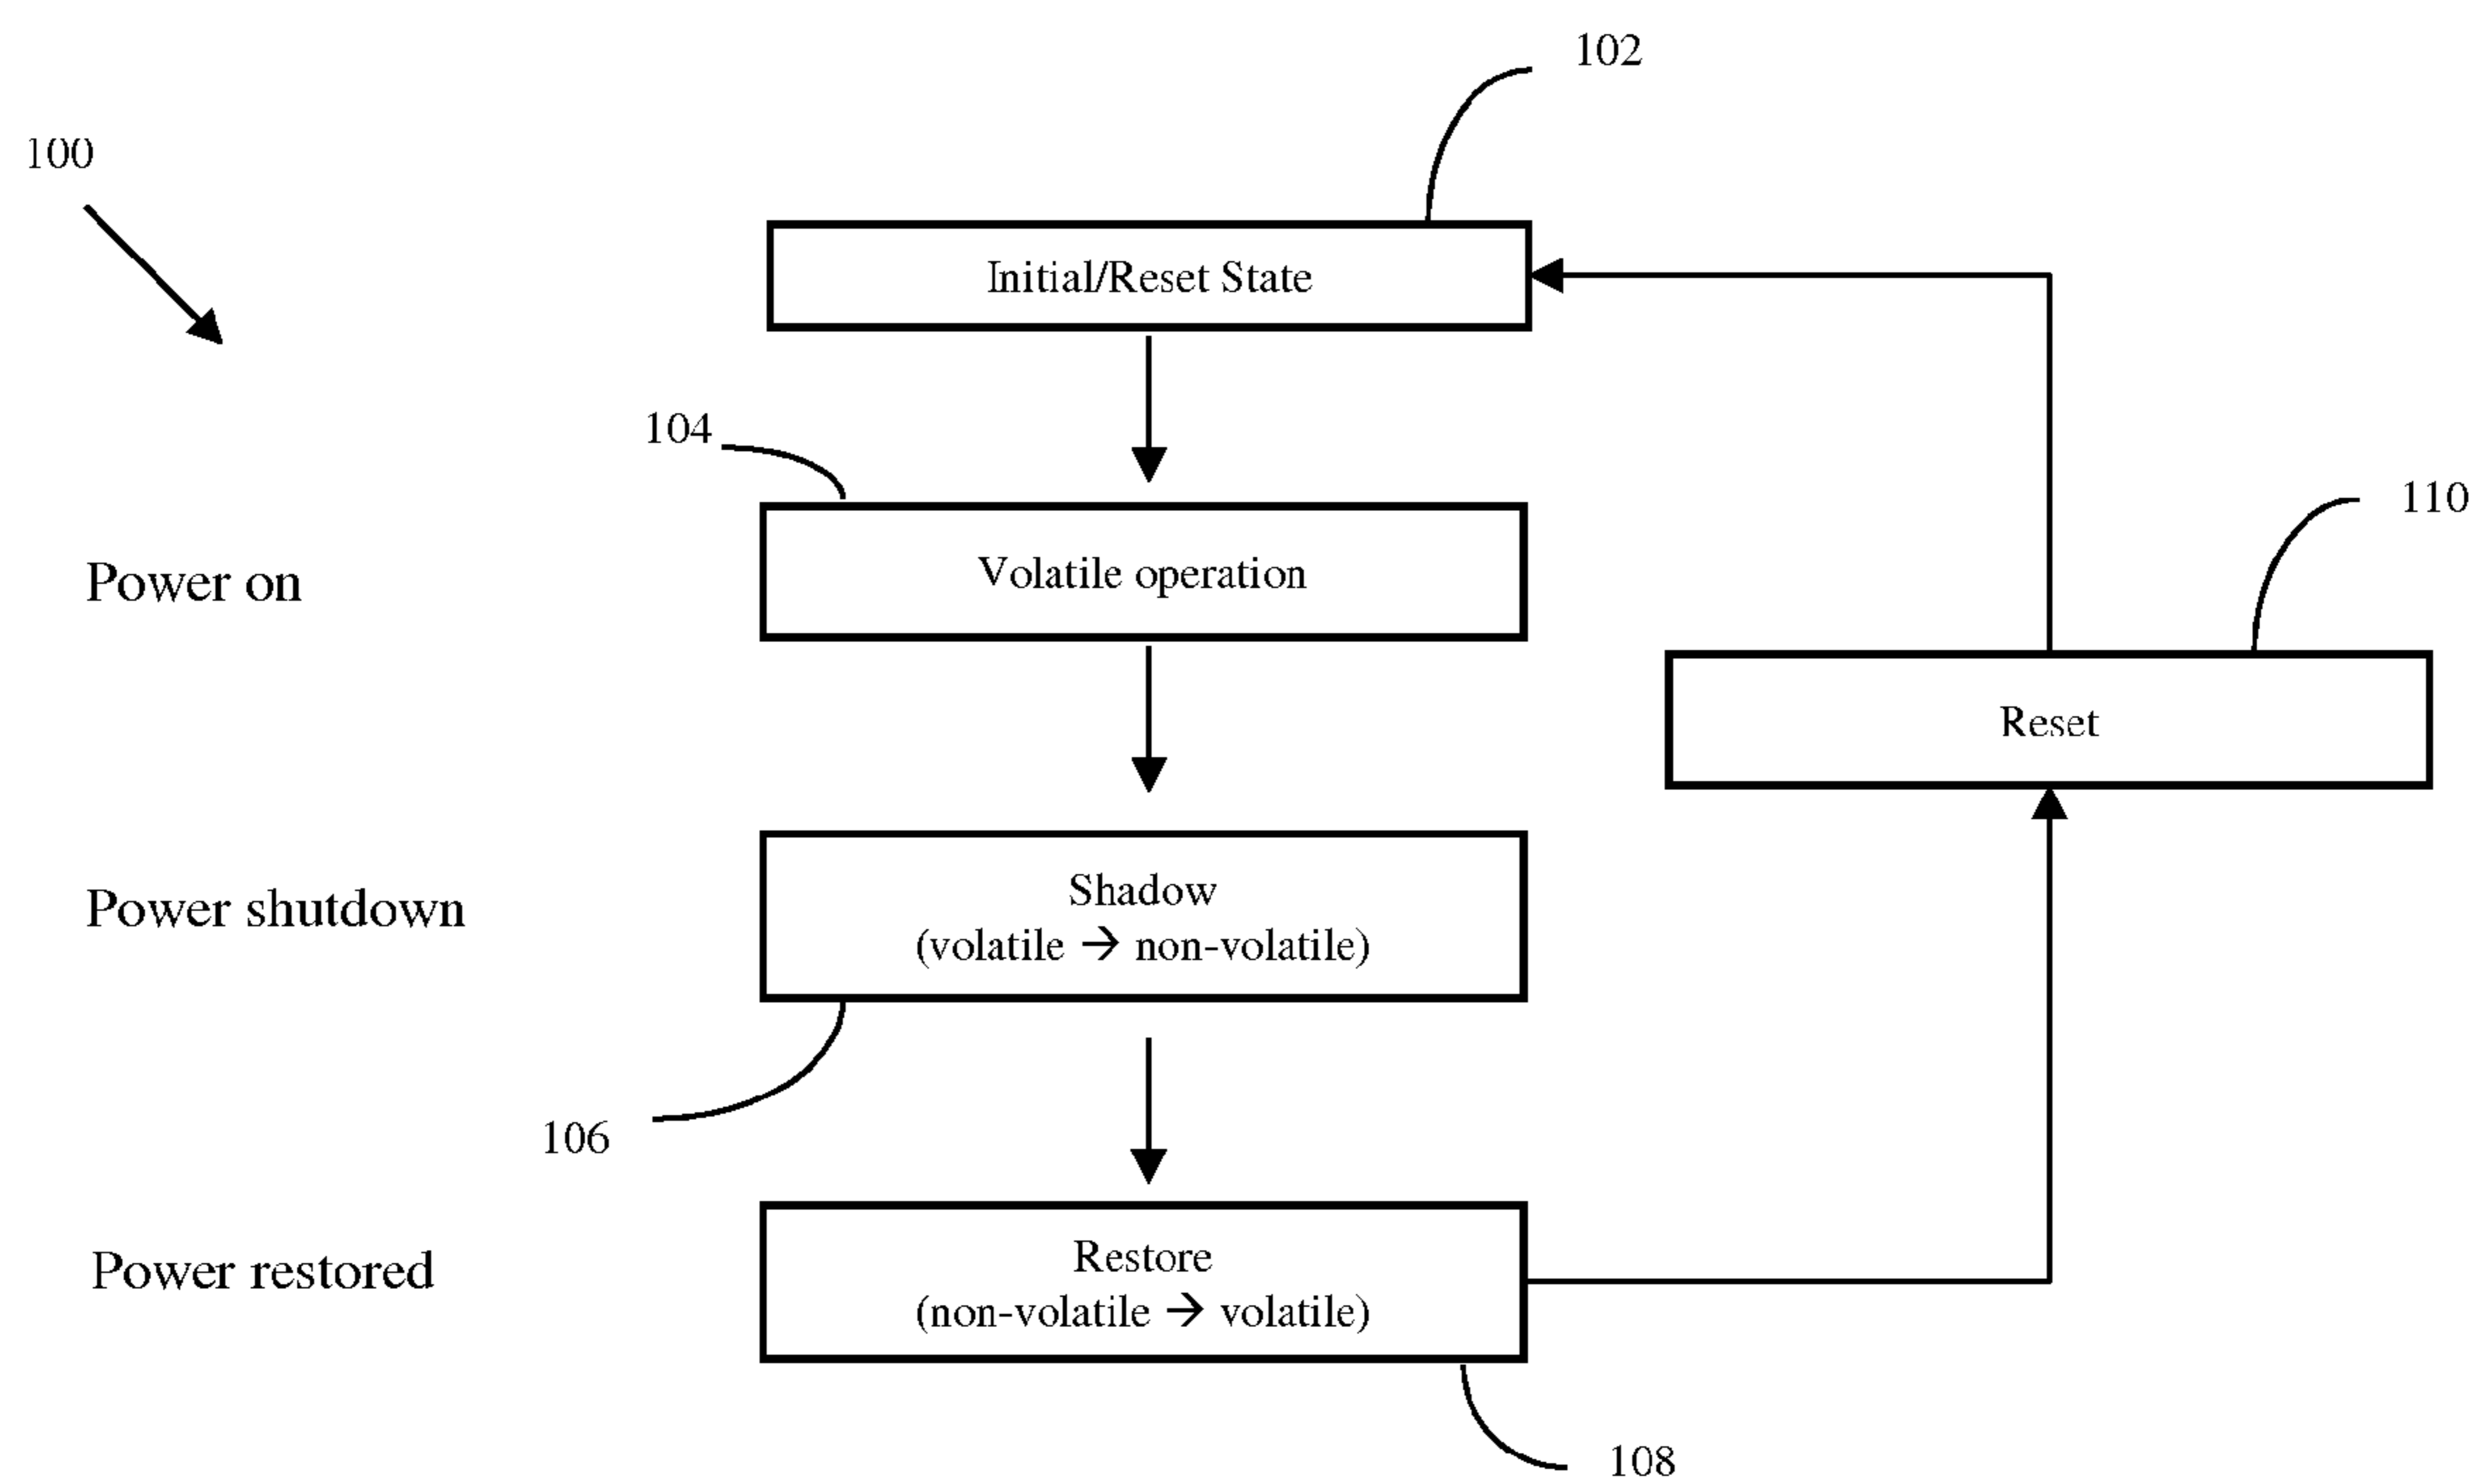 102
100
Initial/Reset State
104
110
Power on
Volatile operation
Reset
Power shutdown
Shadow
(volatile → non-volatile)
106
Power restored
Restore
(non-volatile → volatile)
108